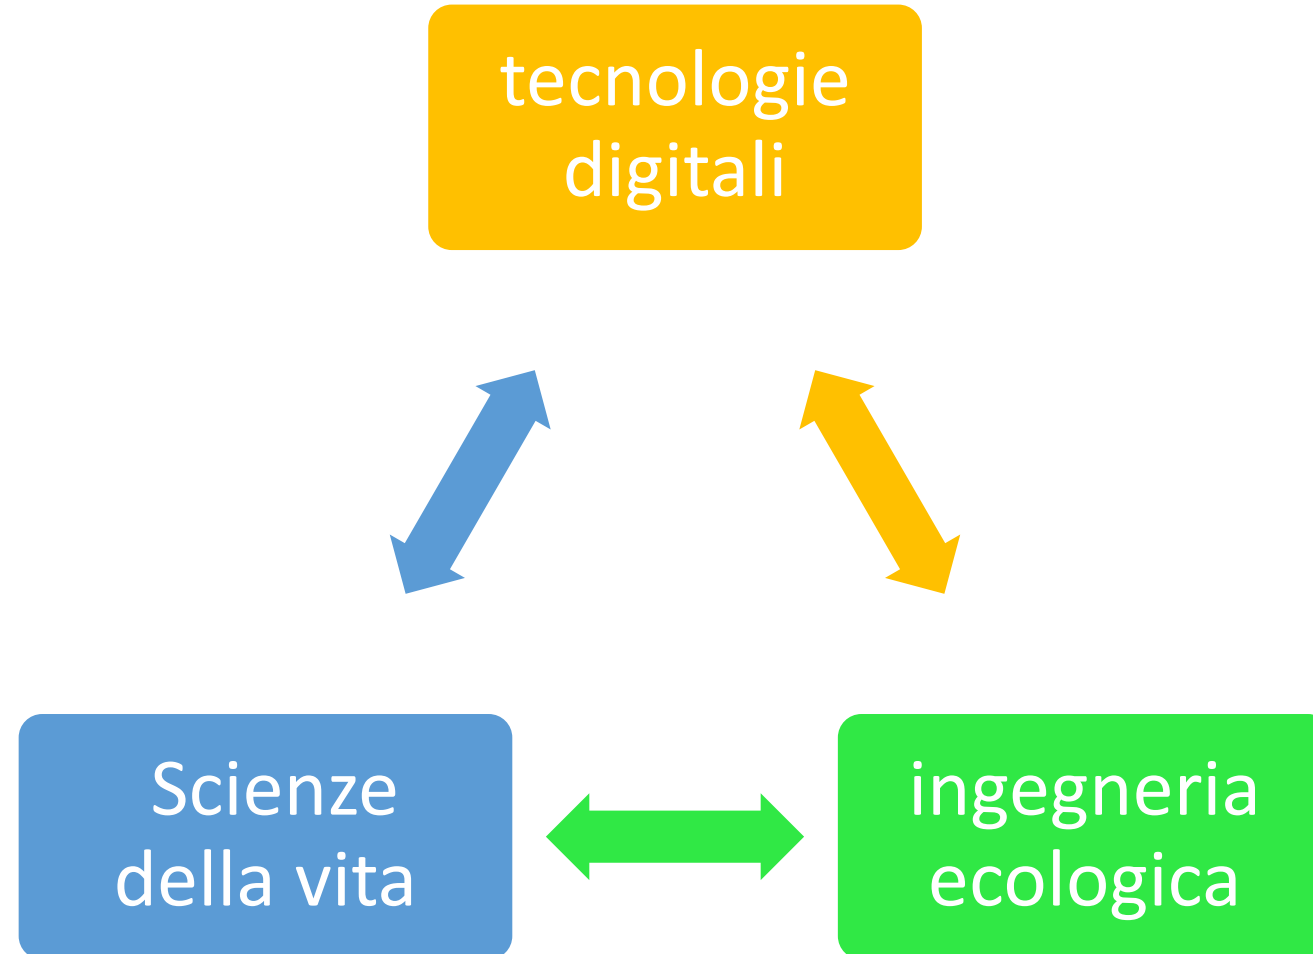 tecnologie
digitali
Scienze
della vita
ingegneria
ecologica